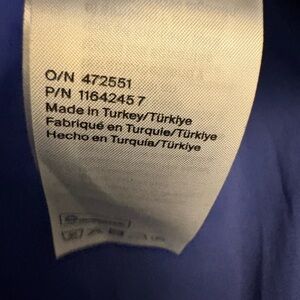 O/N 472551
P/N 11642457
Made in Turkey/Türkiye
Fabriqué en Turquie/Türkiye
Hecho en Turquía/Türkiye